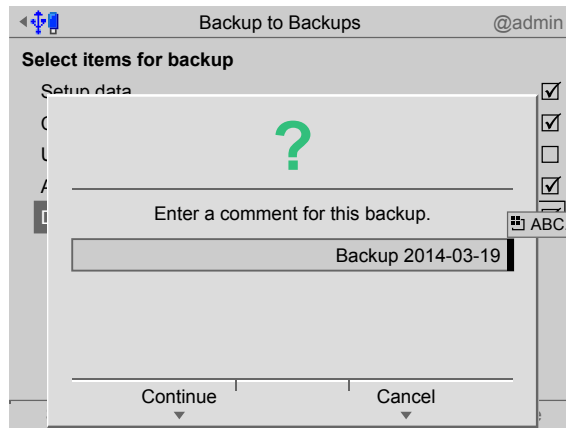 Backup to Backups @admin
Select items for backup
Setup data
Enter a comment for this backup.
ABC
Backup 2014-03-19
Continue Cancel